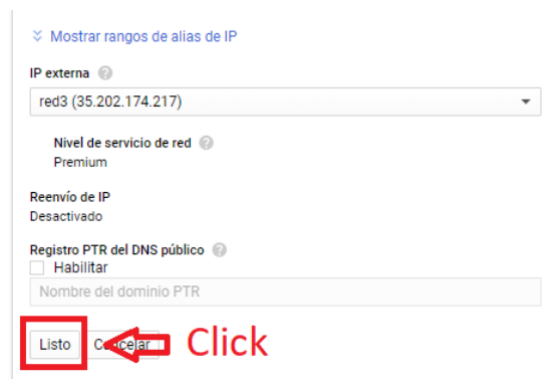 Mostrar rangos de alias de IP
IP externa
red3 (35.202.174.217)
Nivel de servicio de red
Premium
Reenvío de IP
Desactivado
Registro PTR del DNS público
Habilitar
Nombre del dominio PTR
Listo Cancelar Click